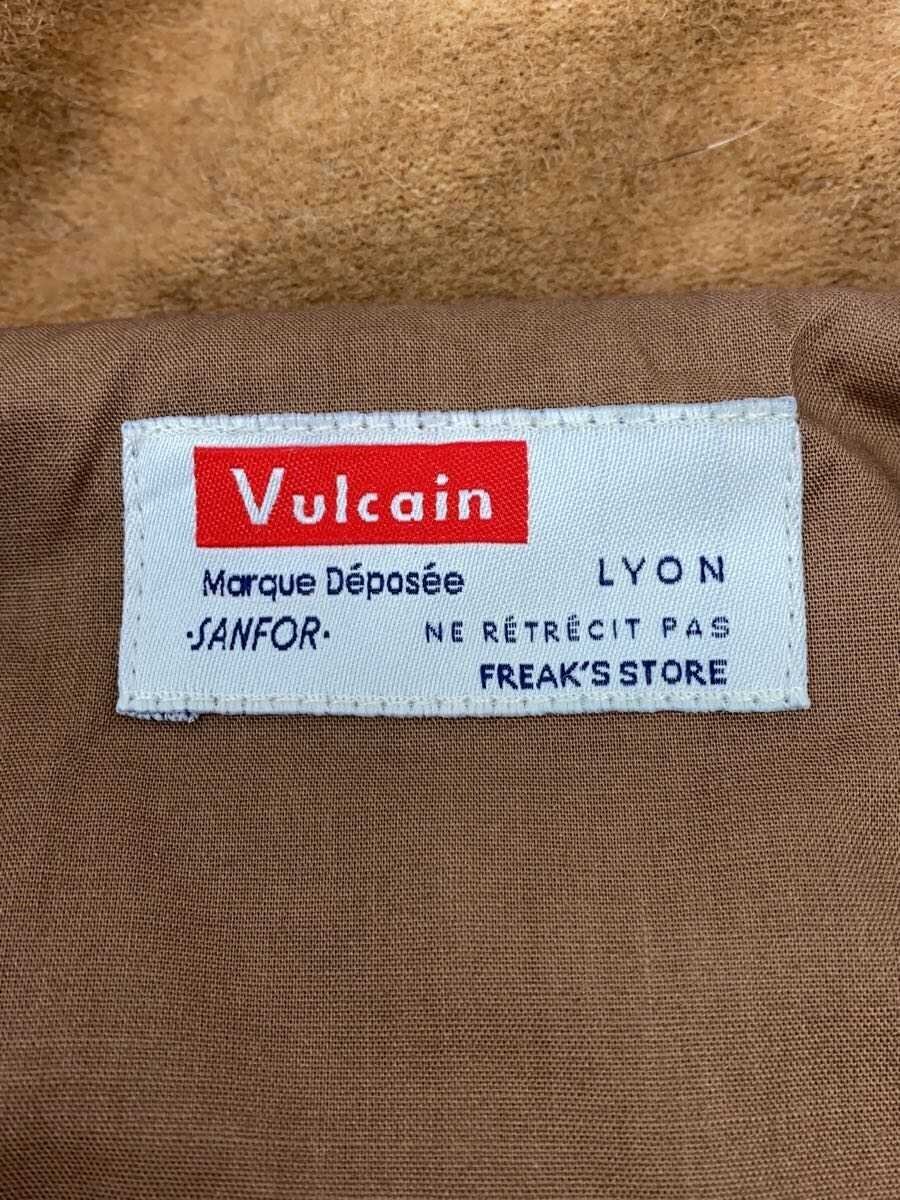 Vulcain
Marque Déposée LYON
·SANFOR· NE RÉTRÉCIT PAS
FREAK'S STORE